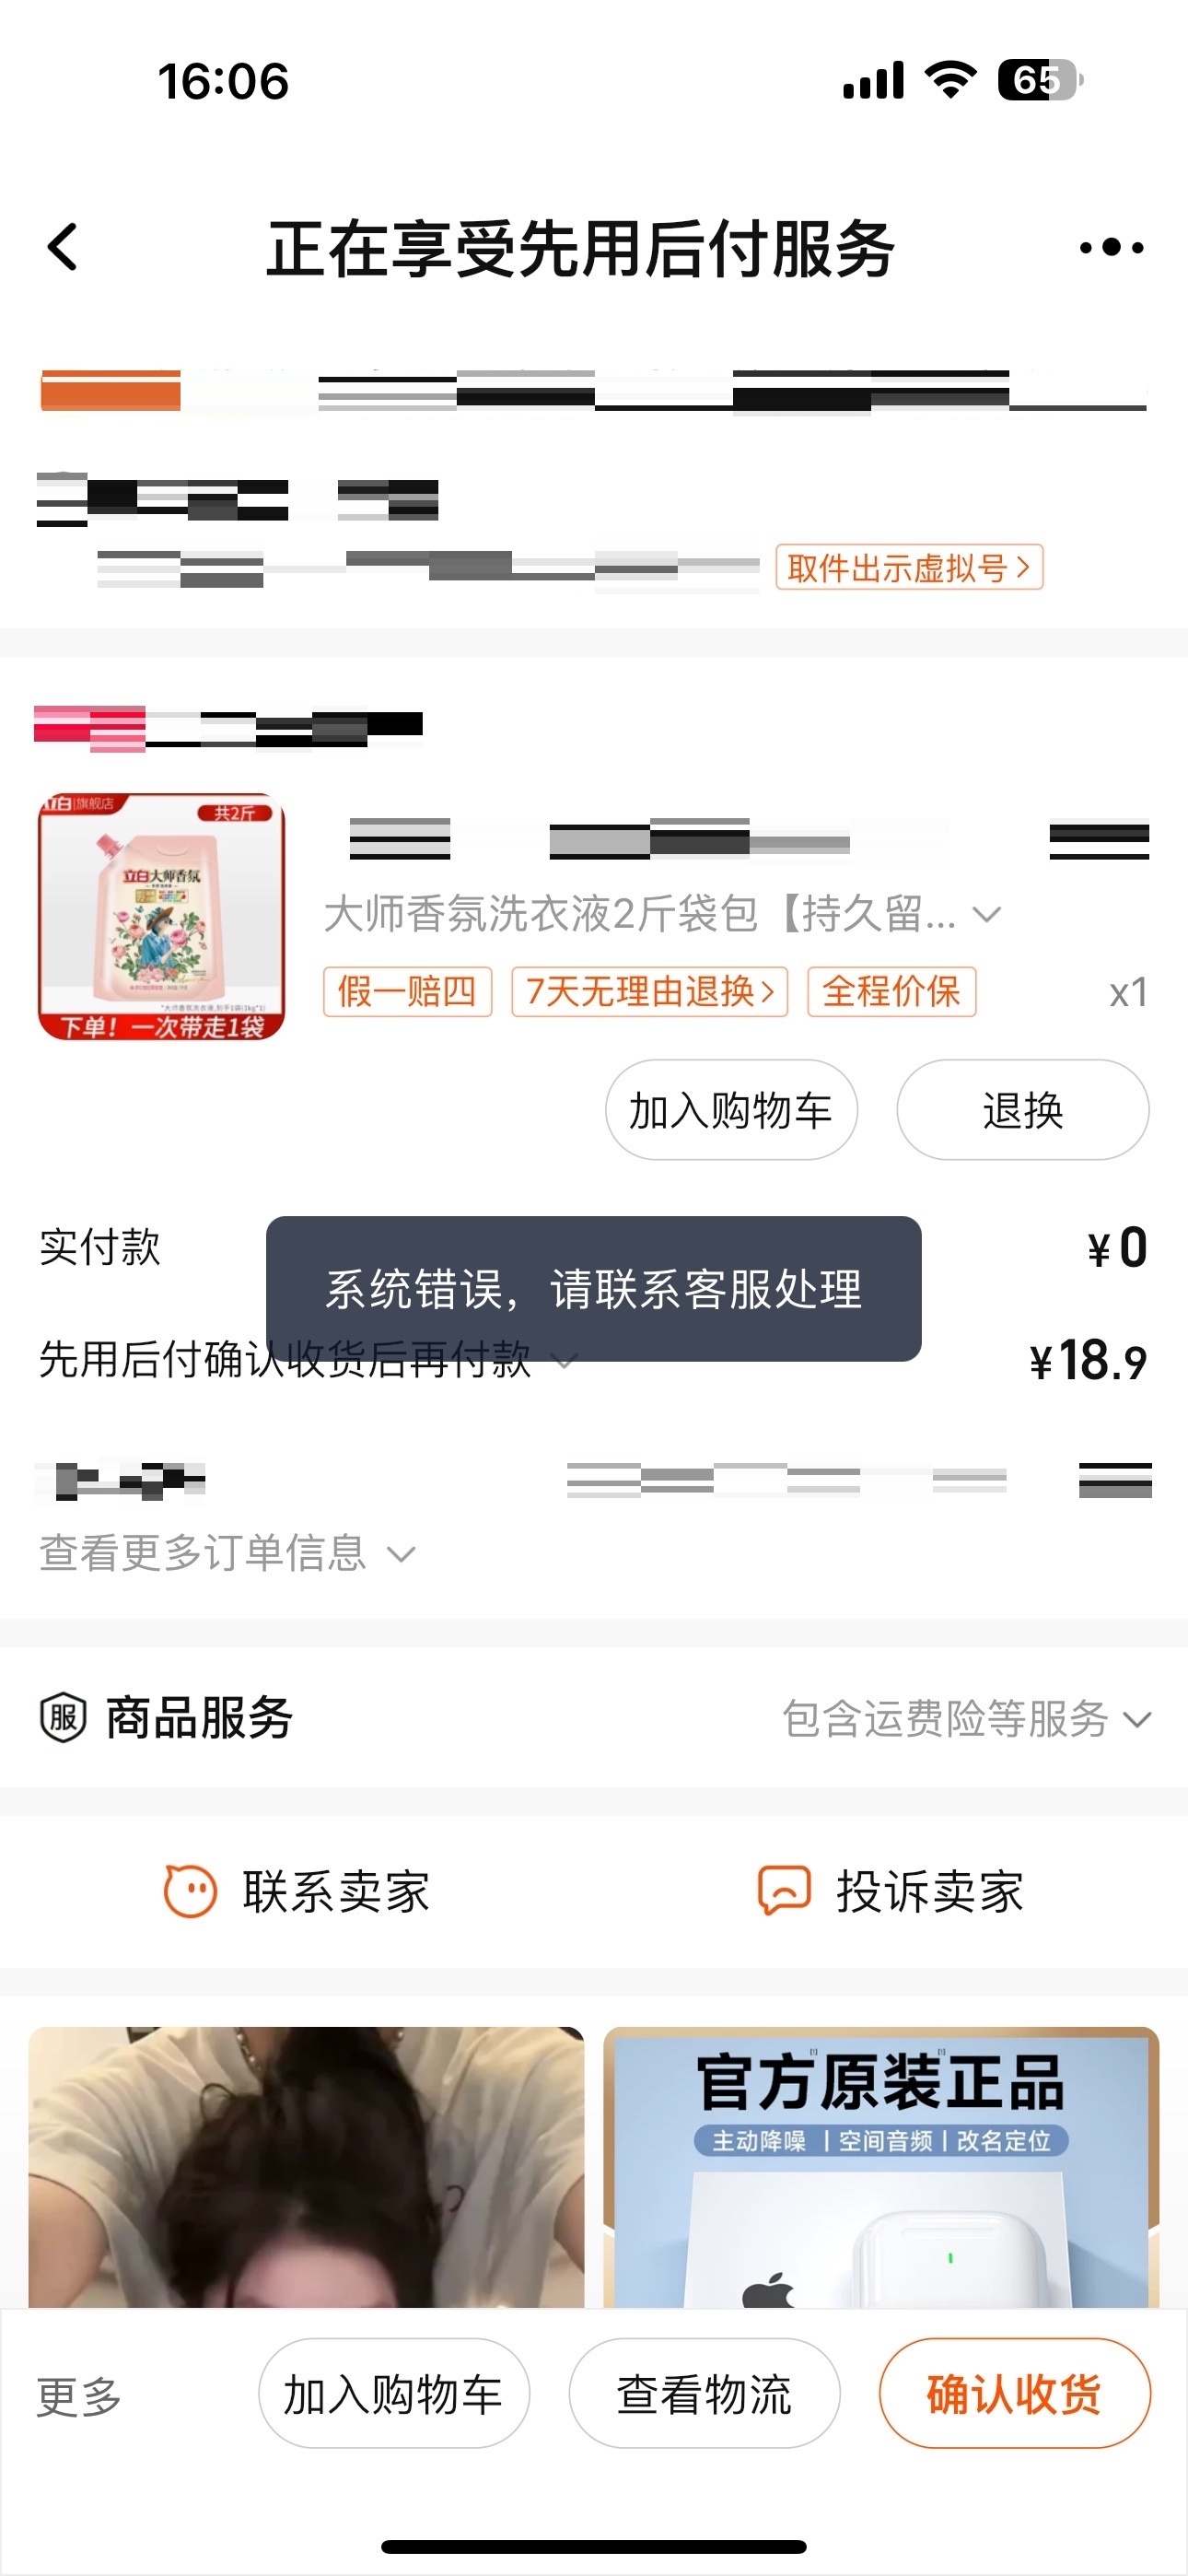 16:06
65
正在享受先用后付服务
取件出示虚拟号
立白|旗舰店
共2斤
立白大师香氛
下单！一次带走1袋
大师香氛洗衣液2斤袋包【持久留...
假一赔四 7天无理由退换 全程价保 x1
加入购物车 退换
实付款 ¥0
系统错误，请联系客服处理
先用后付确认收货后再付款 ¥18.9
查看更多订单信息
服 商品服务 包含运费险等服务
联系卖家 投诉卖家
官方原装正品
主动降噪 | 空间音频 | 改名定位
更多 加入购物车 查看物流 确认收货